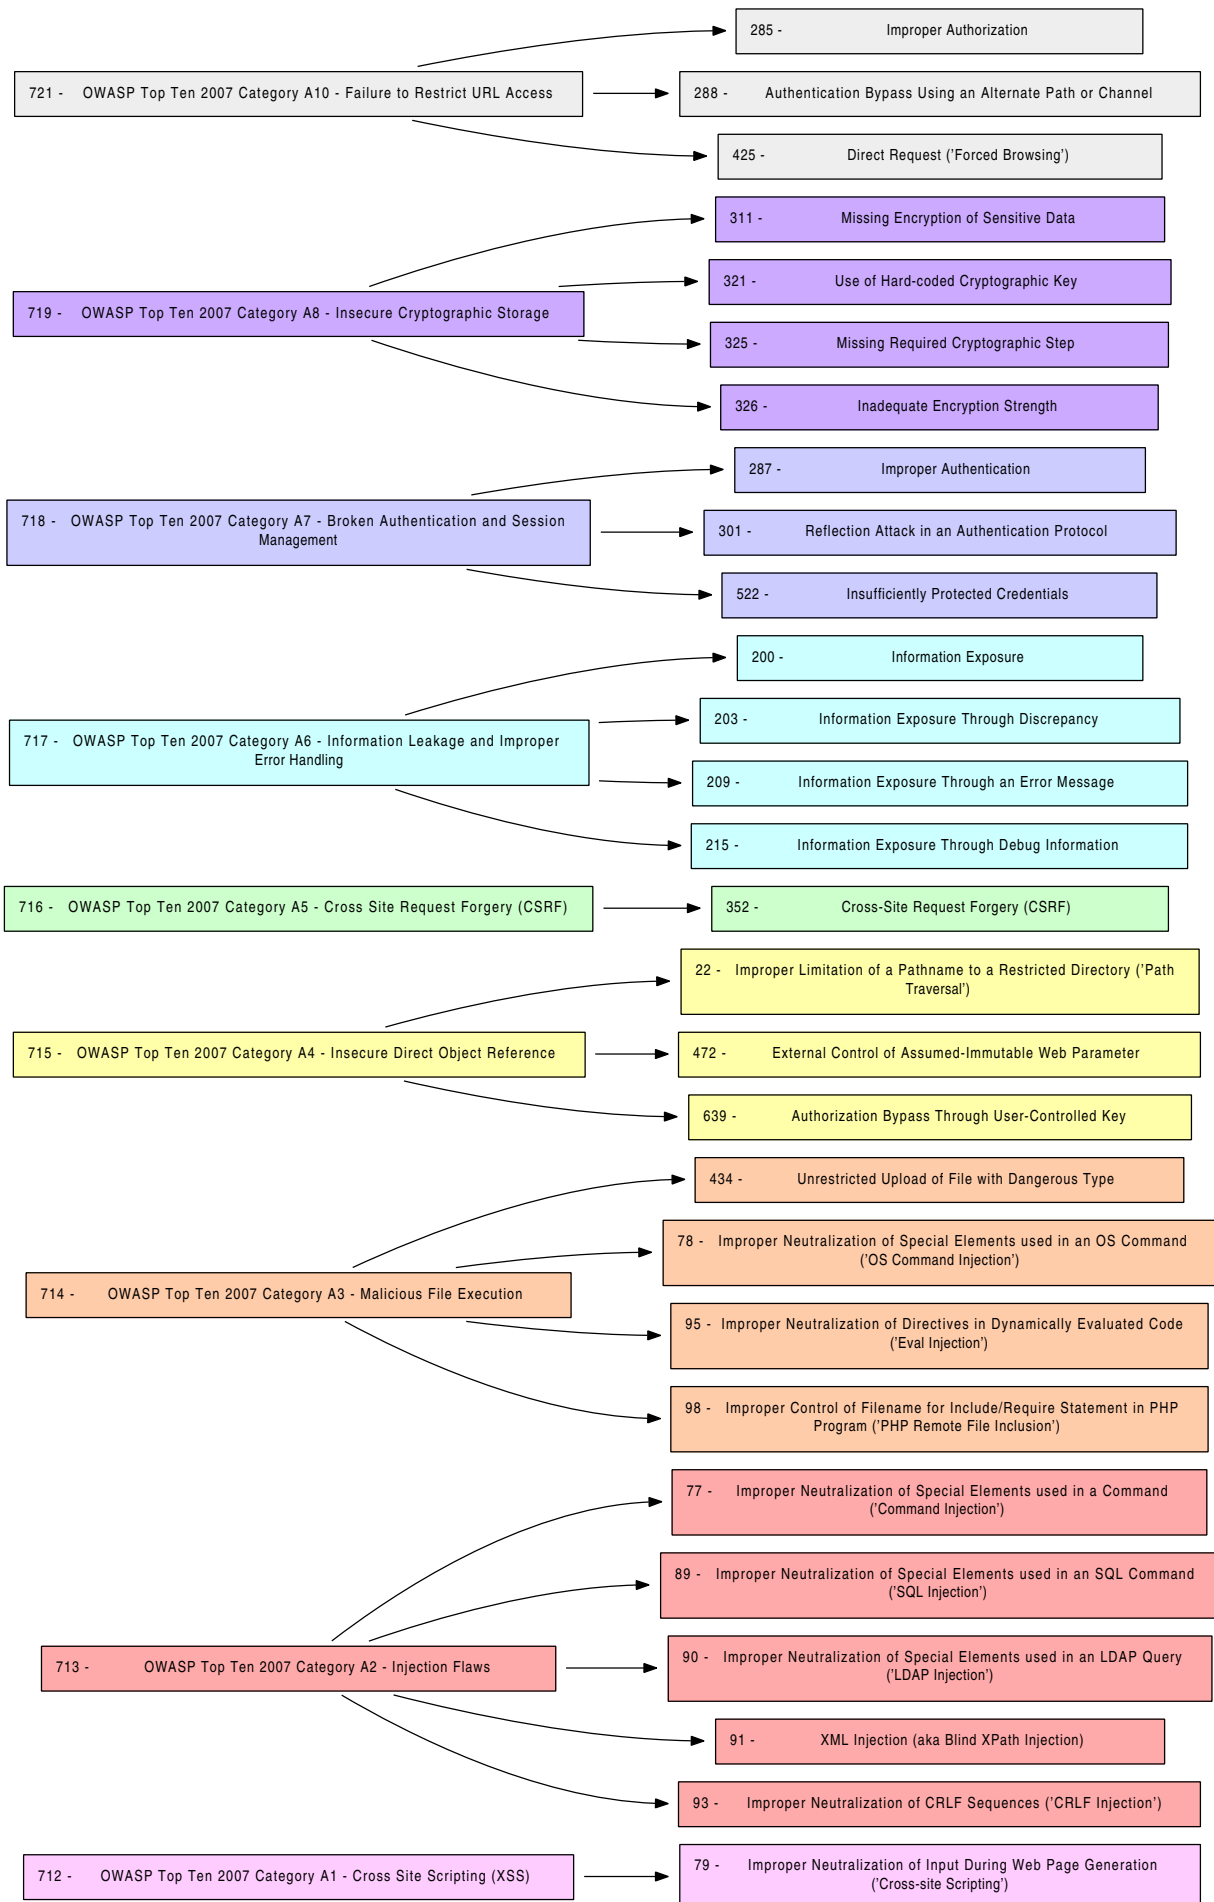 285 - Improper Authorization
721 - OWASP Top Ten 2007 Category A10 - Failure to Restrict URL Access
288 - Authentication Bypass Using an Alternate Path or Channel
425 - Direct Request ('Forced Browsing')
311 - Missing Encryption of Sensitive Data
321 - Use of Hard-coded Cryptographic Key
719 - OWASP Top Ten 2007 Category A8 - Insecure Cryptographic Storage
325 - Missing Required Cryptographic Step
326 - Inadequate Encryption Strength
287 - Improper Authentication
718 - OWASP Top Ten 2007 Category A7 - Broken Authentication and Session
Management
301 - Reflection Attack in an Authentication Protocol
522 - Insufficiently Protected Credentials
200 - Information Exposure
203 - Information Exposure Through Discrepancy
717 - OWASP Top Ten 2007 Category A6 - Information Leakage and Improper
Error Handling
209 - Information Exposure Through an Error Message
215 - Information Exposure Through Debug Information
716 - OWASP Top Ten 2007 Category A5 - Cross Site Request Forgery (CSRF)
352 - Cross-Site Request Forgery (CSRF)
22 - Improper Limitation of a Pathname to a Restricted Directory ('Path
Traversal')
715 - OWASP Top Ten 2007 Category A4 - Insecure Direct Object Reference
472 - External Control of Assumed-Immutable Web Parameter
639 - Authorization Bypass Through User-Controlled Key
434 - Unrestricted Upload of File with Dangerous Type
78 - Improper Neutralization of Special Elements used in an OS Command
('OS Command Injection')
714 - OWASP Top Ten 2007 Category A3 - Malicious File Execution
95 - Improper Neutralization of Directives in Dynamically Evaluated Code
('Eval Injection')
98 - Improper Control of Filename for Include/Require Statement in PHP
Program ('PHP Remote File Inclusion')
77 - Improper Neutralization of Special Elements used in a Command
('Command Injection')
89 - Improper Neutralization of Special Elements used in an SQL Command
('SQL Injection')
713 - OWASP Top Ten 2007 Category A2 - Injection Flaws
90 - Improper Neutralization of Special Elements used in an LDAP Query
('LDAP Injection')
91 - XML Injection (aka Blind XPath Injection)
93 - Improper Neutralization of CRLF Sequences ('CRLF Injection')
712 - OWASP Top Ten 2007 Category A1 - Cross Site Scripting (XSS)
79 - Improper Neutralization of Input During Web Page Generation
('Cross-site Scripting')